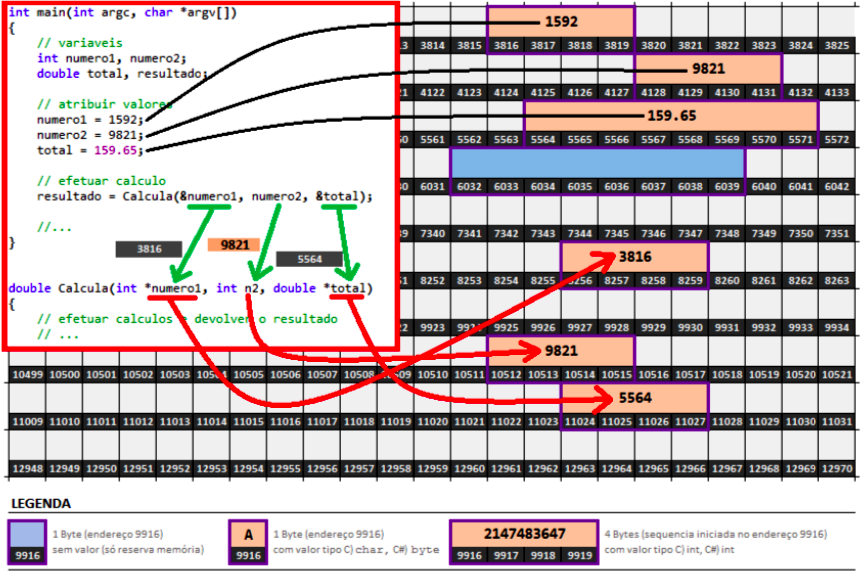 int main(int argc, char *argv[])
{
// variaveis
int numero1, numero2;
double total, resultado;
// atribuir valores
numero1 = 1592;
numero2 = 9821;
total = 159.65;
// efetuar calculo
resultado = Calcula(&numero1, numero2, &total);
//...
}
3816
9821
5564
double Calcula(int *numero1, int n2, double *total)
{
// efetuar calculos e devolver o resultado
// ...
1592
3814 3815 3816 3817 3818 3819 3820 3821 3822 3823 3824 3825
9821
4122 4123 4124 4125 4126 4127 4128 4129 4130 4131 4132 4133
159.65
5561 5562 5563 5564 5565 5566 5567 5568 5569 5570 5571 5572
6031 6032 6033 6034 6035 6036 6037 6038 6039 6040 6041 6042
7340 7341 7342 7343 7344 7345 7346 7347 7348 7349 7350 7351
3816
8252 8253 8254 8255 8256 8257 8258 8259 8260 8261 8262 8263
9923 9924 9925 9926 9927 9928 9929 9930 9931 9932 9933 9934
9821
10499 10500 10501 10502 10503 10504 10505 10506 10507 10508 10509 10510 10511 10512 10513 10514 10515 10516 10517 10518 10519 10520 10521
5564
11009 11010 11011 11012 11013 11014 11015 11016 11017 11018 11019 11020 11021 11022 11023 11024 11025 11026 11027 11028 11029 11030 11031
12948 12949 12950 12951 12952 12953 12954 12955 12956 12957 12958 12959 12960 12961 12962 12963 12964 12965 12966 12967 12968 12969 12970
LEGENDA
9916
1 Byte (endereço 9916)
sem valor (só reserva memória)
A
9916
1 Byte (endereço 9916)
com valor tipo C) char, C#) byte
2147483647
9916 9917 9918 9919
4 Bytes (sequencia iniciada no endereço 9916)
com valor tipo C) int, C#) int